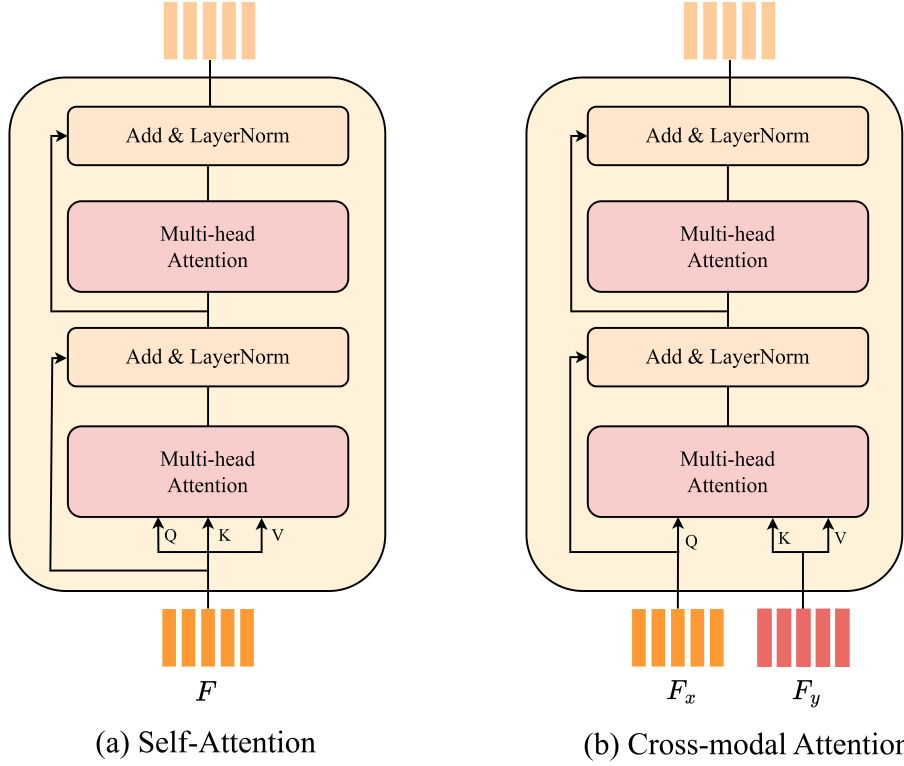 Add & LayerNorm
Multi-head
Attention
Add & LayerNorm
Multi-head
Attention
Q K V
F
(a) Self-Attention
Add & LayerNorm
Multi-head
Attention
Add & LayerNorm
Multi-head
Attention
Q K V
F_x F_y
(b) Cross-modal Attention